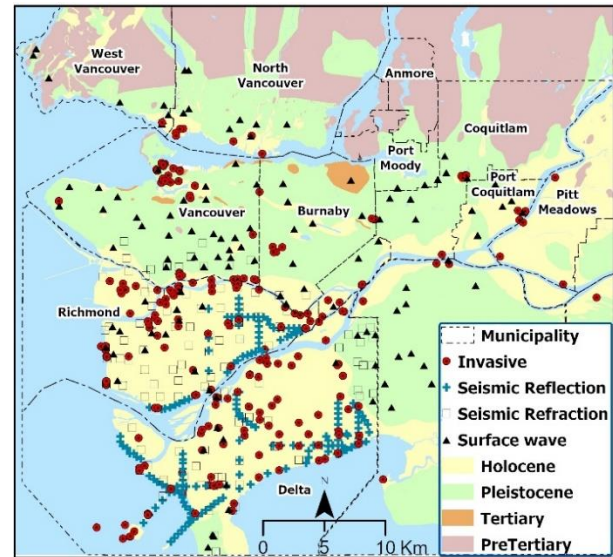 West
Vancouver
North
Vancouver
Anmore
Coquitlam
Port
Moody
Port
Coquitlam
Pitt
Meadows
Vancouver
Burnaby
Richmond
Delta
Municipality
Invasive
Seismic Reflection
Seismic Refraction
Surface wave
Holocene
Pleistocene
Tertiary
PreTertiary
N
0 5 10 Km